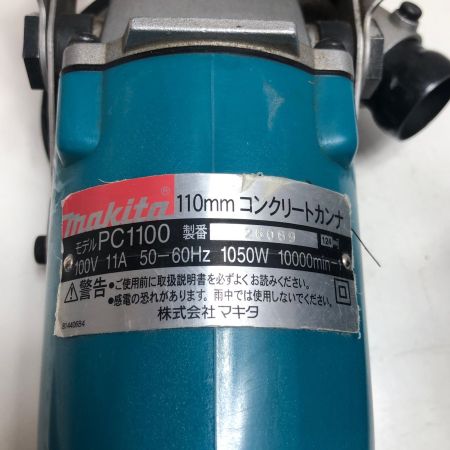 makita® 110mm コンクリートカンナ
モデル PC1100 製番 26069
100V 11A 50−60Hz 1050W 10000min−1
⚠警告 ●ご使用前に取扱説明書を必ずよくお読みください。
●感電の恐れがあります。雨中では使用しないでください。
株式会社 マキタ